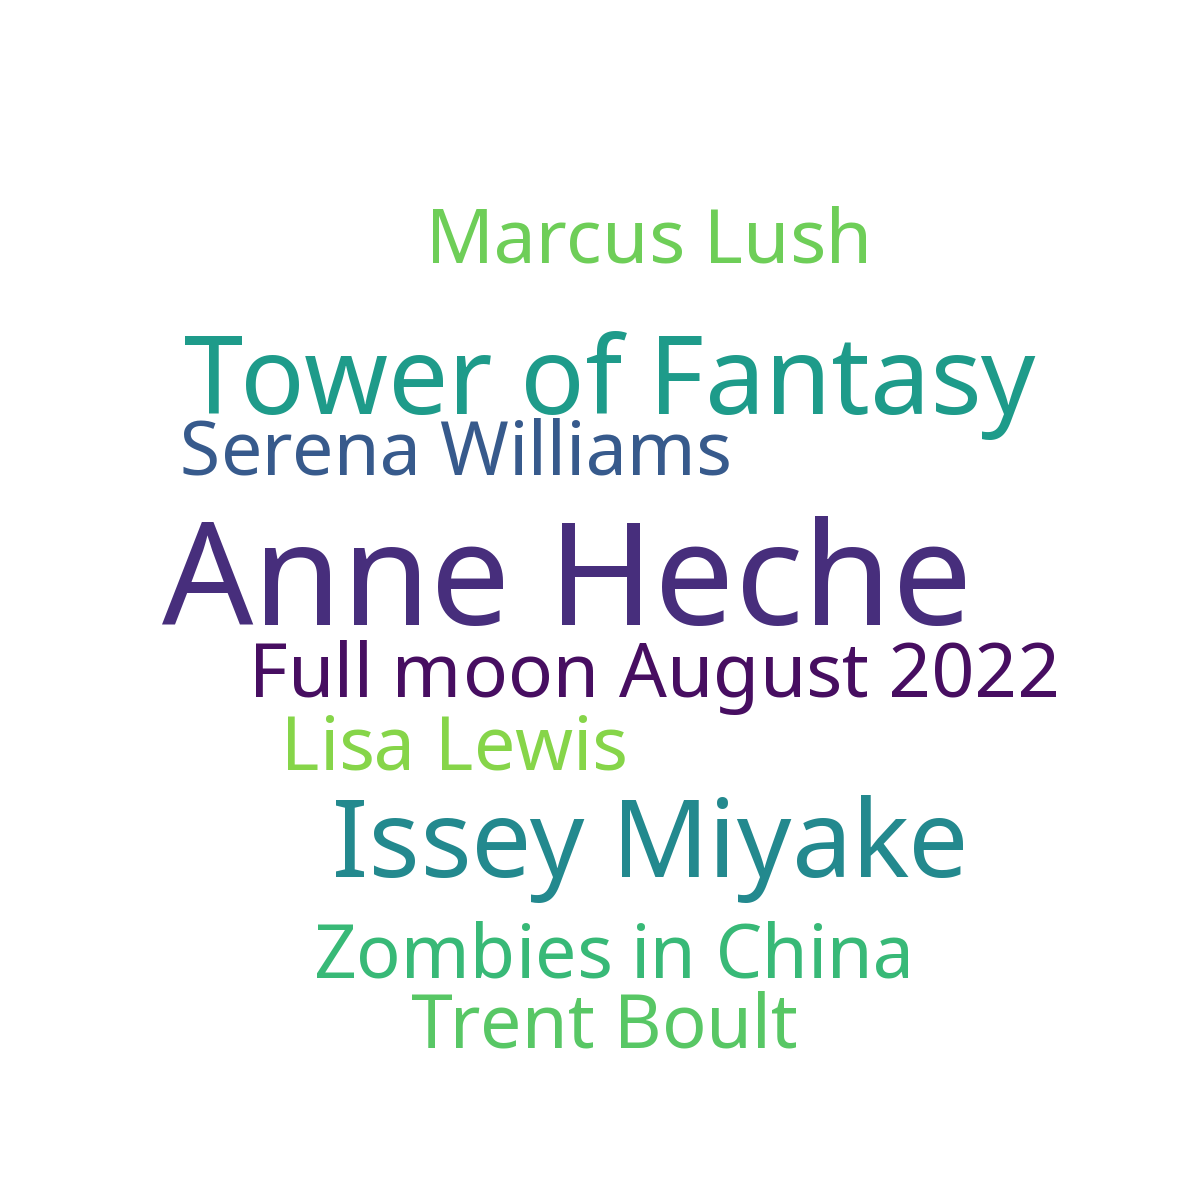 Marcus Lush
Tower of Fantasy
Serena Williams
Anne Heche
Full moon August 2022
Lisa Lewis
Issey Miyake
Zombies in China
Trent Boult